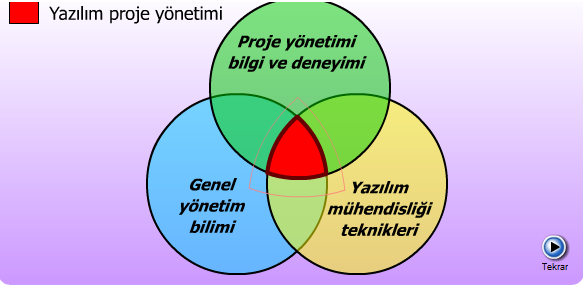 Yazılım proje yönetimi
Proje yönetimi
bilgi ve deneyimi
Genel
yönetim
bilimi
Yazılım
mühendisliği
teknikleri
Tekrar